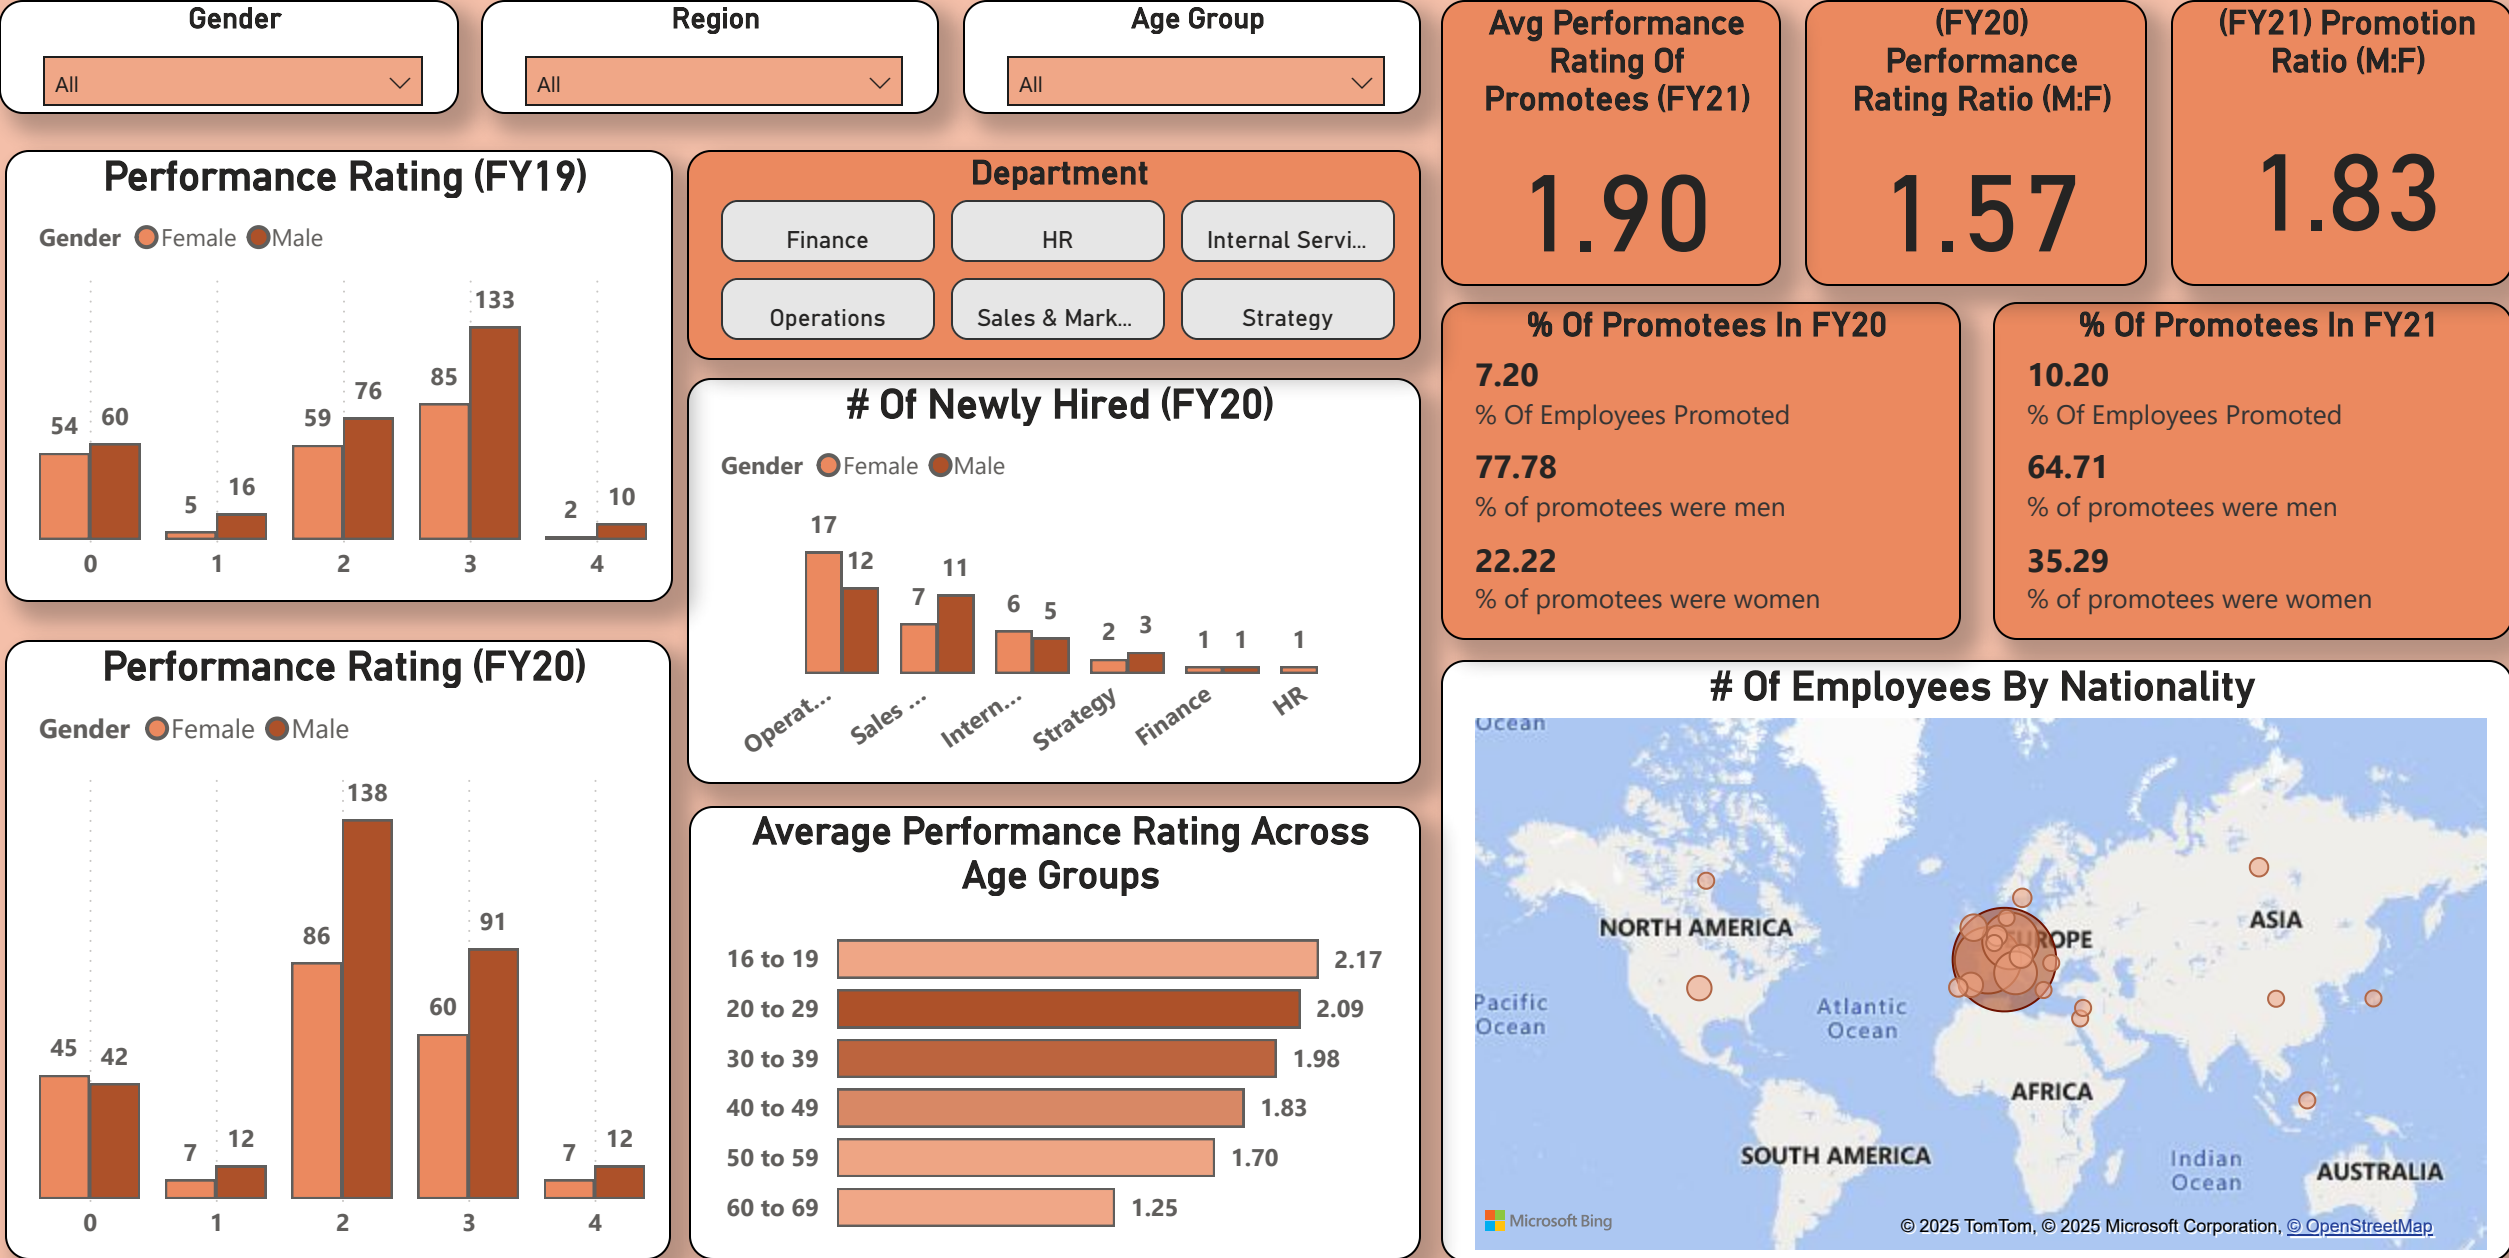 Gender
All
Region
All
Age Group
All
Avg Performance
Rating Of
Promotees (FY21)
1.90
(FY20)
Performance
Rating Ratio (M:F)
1.57
(FY21) Promotion
Ratio (M:F)
1.83
Performance Rating (FY19)
Gender Female Male
54 60 5 16 59 76 85 133 2 10
0 1 2 3 4
Department
Finance HR Internal Servi...
Operations Sales & Mark... Strategy
# Of Newly Hired (FY20)
Gender Female Male
17 12 7 11 6 5 2 3 1 1 1
Operat... Sales ... Intern... Strategy Finance HR
% Of Promotees In FY20
7.20
% Of Employees Promoted
77.78
% of promotees were men
22.22
% of promotees were women
% Of Promotees In FY21
10.20
% Of Employees Promoted
64.71
% of promotees were men
35.29
% of promotees were women
Performance Rating (FY20)
Gender Female Male
45 42 7 12 86 138 60 91 7 12
0 1 2 3 4
Average Performance Rating Across
Age Groups
16 to 19 2.17
20 to 29 2.09
30 to 39 1.98
40 to 49 1.83
50 to 59 1.70
60 to 69 1.25
# Of Employees By Nationality
Ocean
NORTH AMERICA
EUROPE
ASIA
Pacific
Ocean
Atlantic
Ocean
AFRICA
SOUTH AMERICA
Indian
Ocean
AUSTRALIA
Microsoft Bing
© 2025 TomTom, © 2025 Microsoft Corporation, © OpenStreetMap